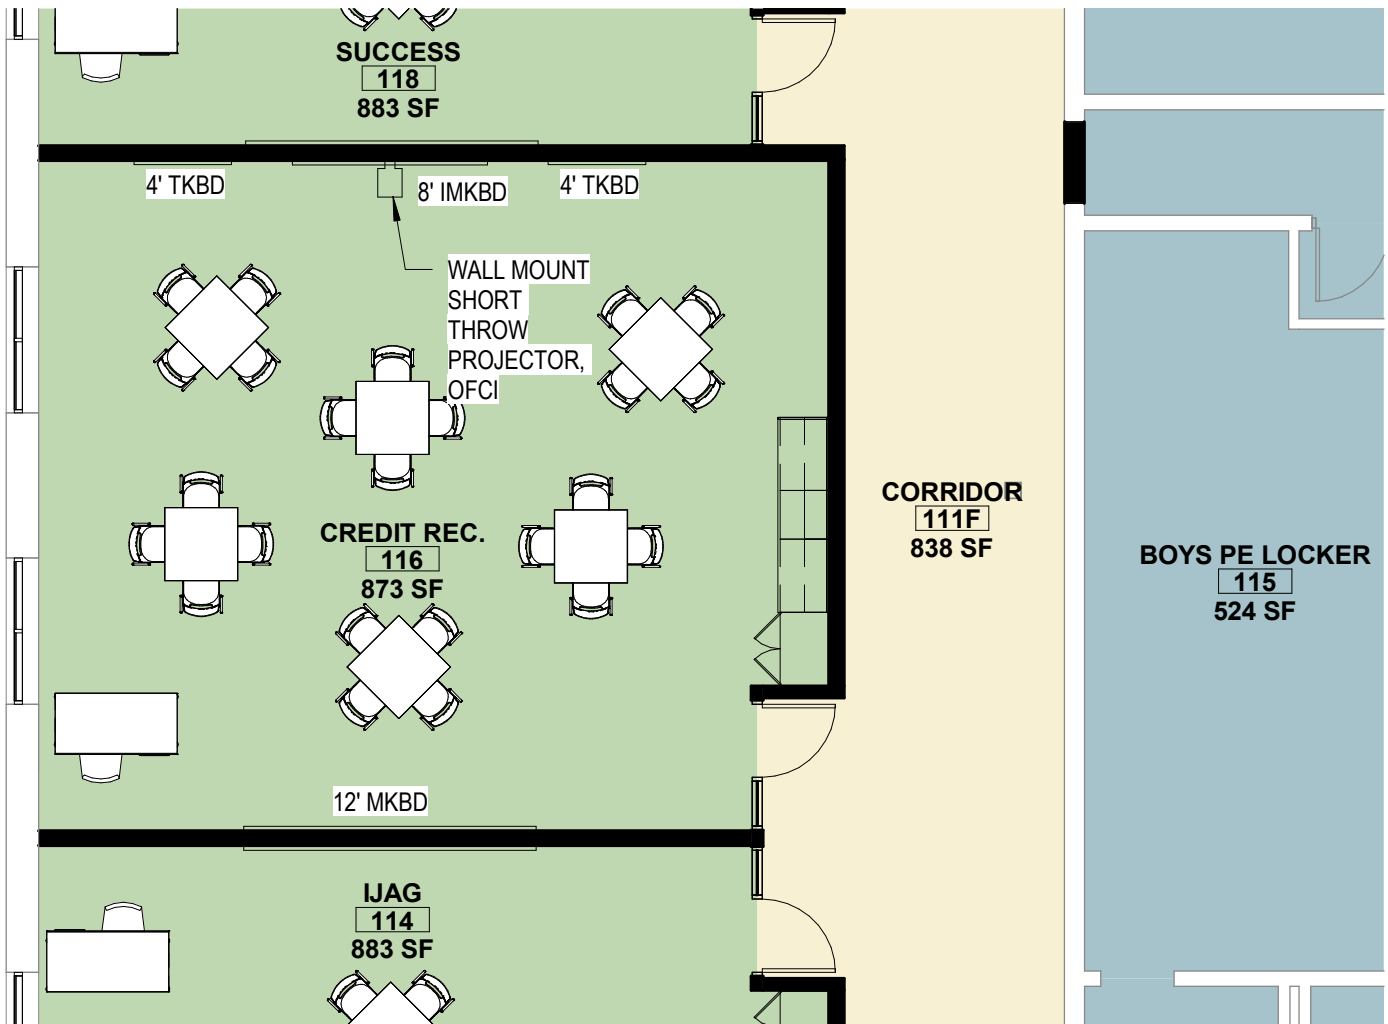 SUCCESS
118
883 SF
4' TKBD
8' IMKBD
4' TKBD
WALL MOUNT
SHORT
THROW
PROJECTOR,
OFCI
CREDIT REC.
116
873 SF
CORRIDOR
111F
838 SF
BOYS PE LOCKER
115
524 SF
12' MKBD
IJAG
114
883 SF